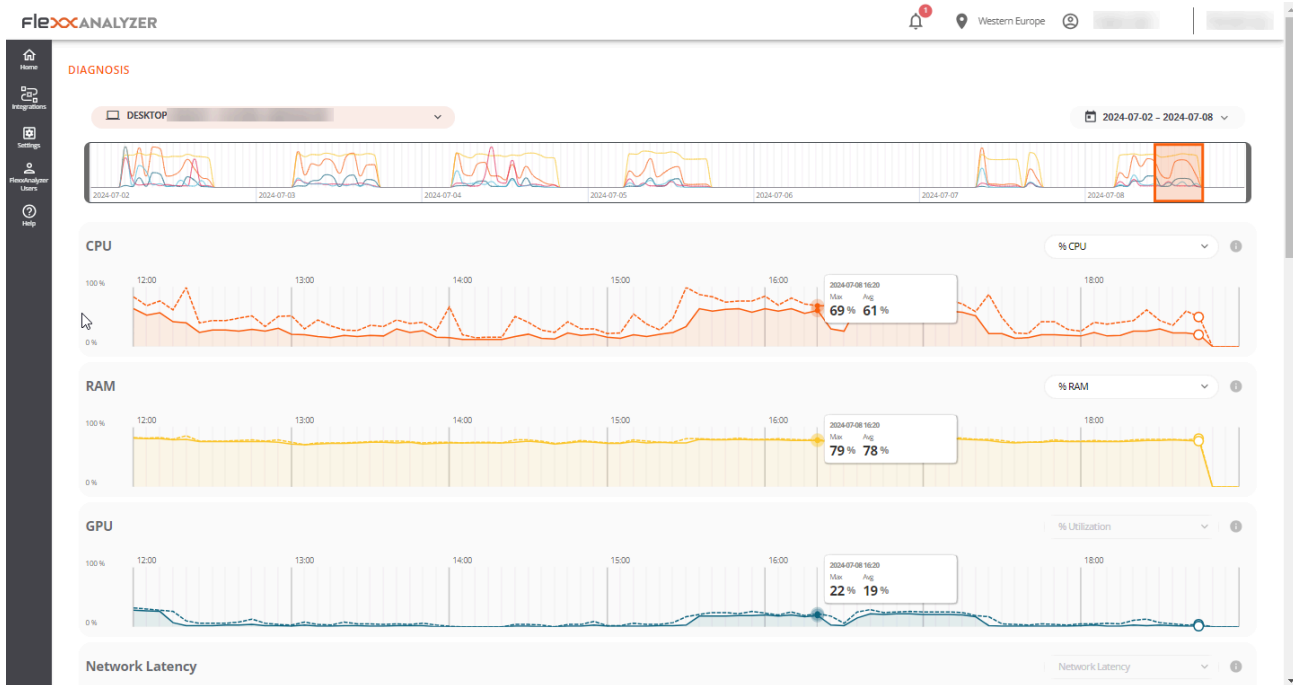 FlexxANALYZER
1
Western Europe
Home
Integrations
Settings
FlexxAnalyzer
Users
Help
DIAGNOSIS
DESKTOP
2024-07-02 – 2024-07-08
2024-07-02 2024-07-03 2024-07-04 2024-07-05 2024-07-06 2024-07-07 2024-07-08
CPU
% CPU
100 %
12:00 13:00 14:00 15:00 16:00 18:00
2024-07-08 16:20
Max Avg
69 % 61 %
0 %
RAM
% RAM
100 %
12:00 13:00 14:00 15:00 16:00 18:00
2024-07-08 16:20
Max Avg
79 % 78 %
0 %
GPU
% Utilization
100 %
12:00 13:00 14:00 15:00 16:00 18:00
2024-07-08 16:20
Max Avg
22 % 19 %
0 %
Network Latency
Network Latency